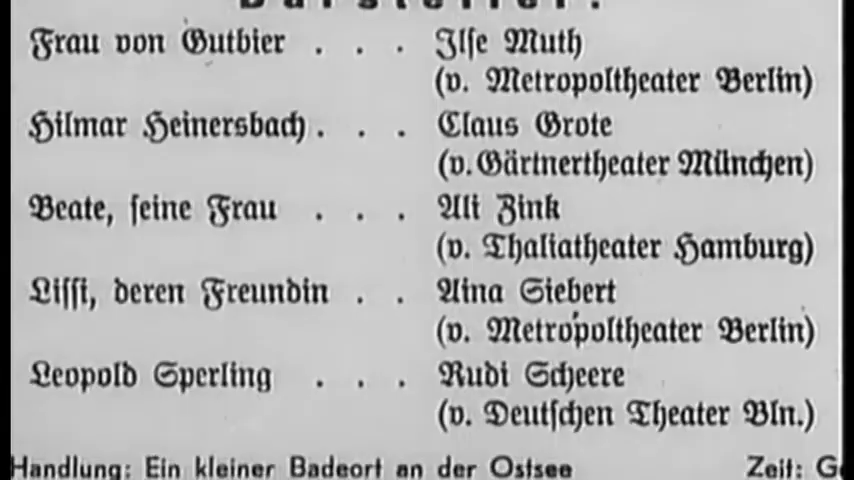 Darsteller:
Frau von Gutbier . . . Ilse Muth
(v. Metropoltheater Berlin)
Hilmar Heinersbach . . . Claus Grote
(v. Gärtnertheater München)
Beate, seine Frau . . . Ali Zink
(v. Thaliatheater Hamburg)
Lissi, deren Freundin . . Aina Siebert
(v. Metropoltheater Berlin)
Leopold Sperling . . . Rudi Scheere
(v. Deutschen Theater Bln.)
Handlung: Ein kleiner Badeort an der Ostsee Zeit: